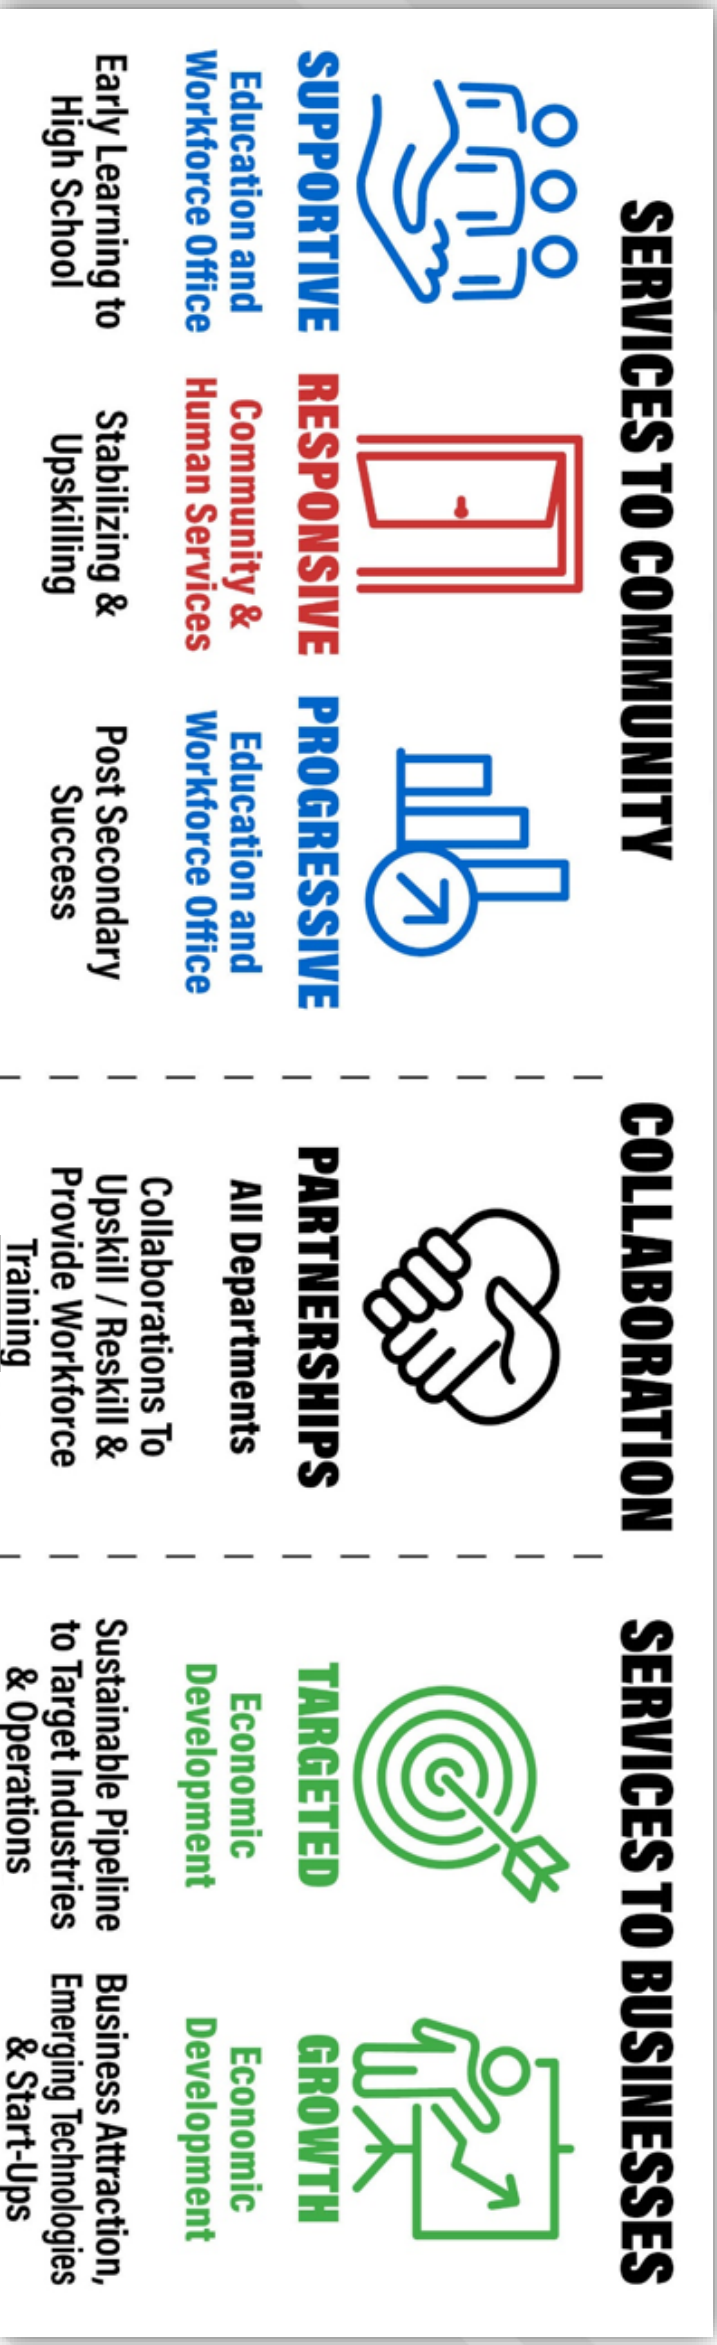 SERVICES TO COMMUNITY
SUPPORTIVE
Education and
Workforce Office
Early Learning to
High School
RESPONSIVE
Community &
Human Services
Stabilizing &
Upskilling
PROGRESSIVE
Education and
Workforce Office
Post Secondary
Success
COLLABORATION
PARTNERSHIPS
All Departments
Collaborations To
Upskill / Reskill &
Provide Workforce
Training
SERVICES TO BUSINESSES
TARGETED
Economic
Development
Sustainable Pipeline
to Target Industries
& Operations
GROWTH
Economic
Development
Business Attraction,
Emerging Technologies
& Start-Ups